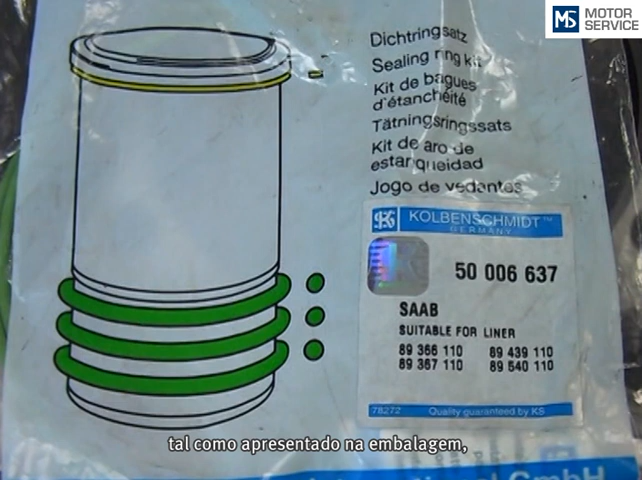 MS MOTOR
SERVICE
Dichtringsatz
Sealing ring kit
Kit de bagues
d'étanchéité
Tätningsringssats
Kit de aro de
estanqueidad
Jogo de vedantes
KS KOLBENSCHMIDT™
GERMANY
50 006 637
SAAB
SUITABLE FOR LINER
89 366 110 89 439 110
89 367 110 89 540 110
78272 Quality guaranteed by KS
tal como apresentado na embalagem,
GmbH